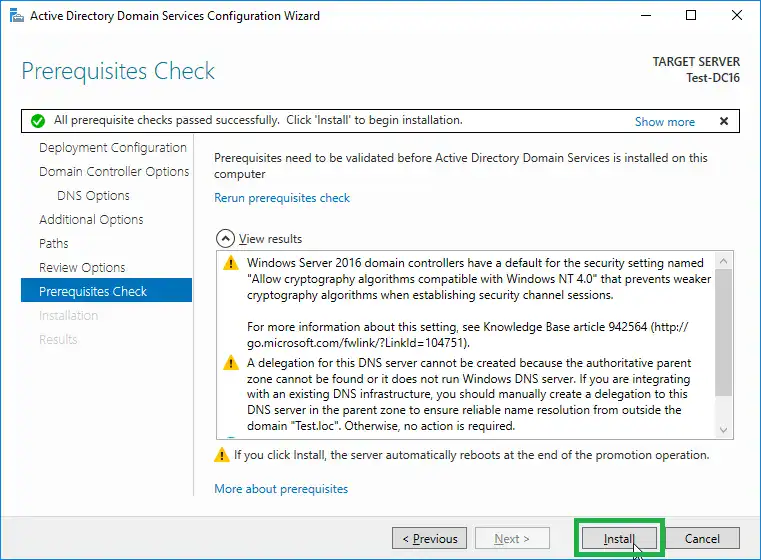 Active Directory Domain Services Configuration Wizard
Prerequisites Check
TARGET SERVER
Test-DC16
All prerequisite checks passed successfully. Click 'Install' to begin installation.
Show more
Deployment Configuration
Domain Controller Options
DNS Options
Additional Options
Paths
Review Options
Prerequisites Check
Installation
Results
Prerequisites need to be validated before Active Directory Domain Services is installed on this
computer
Rerun prerequisites check
View results
Windows Server 2016 domain controllers have a default for the security setting named
"Allow cryptography algorithms compatible with Windows NT 4.0" that prevents weaker
cryptography algorithms when establishing security channel sessions.
For more information about this setting, see Knowledge Base article 942564 (http://
go.microsoft.com/fwlink/?LinkId=104751).
A delegation for this DNS server cannot be created because the authoritative parent
zone cannot be found or it does not run Windows DNS server. If you are integrating
with an existing DNS infrastructure, you should manually create a delegation to this
DNS server in the parent zone to ensure reliable name resolution from outside the
domain "Test.loc". Otherwise, no action is required.
If you click Install, the server automatically reboots at the end of the promotion operation.
More about prerequisites
< Previous
Next >
Install
Cancel